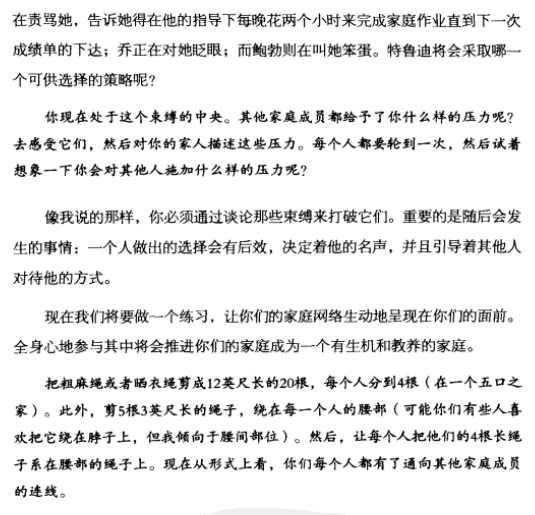 在责骂她，告诉她得在他的指导下每晚花两个小时来完成家庭作业直到下一次
成绩单的下达；乔正在对她眨眼；而鲍勃则在叫她笨蛋。特鲁迪将会采取哪一
个可供选择的策略呢？
你现在处于这个束缚的中央。其他家庭成员都给予了你什么样的压力呢？
去感受它们，然后对你的家人描述这些压力。每个人都要轮到一次，然后试着
想象一下你会对其他人施加什么样的压力呢？
像我说的那样，你必须通过谈论那些束缚来打破它们。重要的是随后会发
生的事情：一个人做出的选择会有后效，决定着他的名声，并且引导着其他人
对待他的方式。
现在我们将要做一个练习，让你们的家庭网络生动地呈现在你们的面前。
全身心地参与其中将会推进你们的家庭成为一个有生机和教养的家庭。
把粗麻绳或者晒衣绳剪成12英尺长的20根，每个人分到4根（在一个五口之
家）。此外，剪5根3英尺长的绳子，绕在每一个人的腰部（可能你们有些人喜
欢把它绕在脖子上，但我倾向于腰间部位）。然后，让每个人把他们的4根长绳
子系在腰部的绳子上。现在从形式上看，你们每个人都有了通向其他家庭成员
的连线。